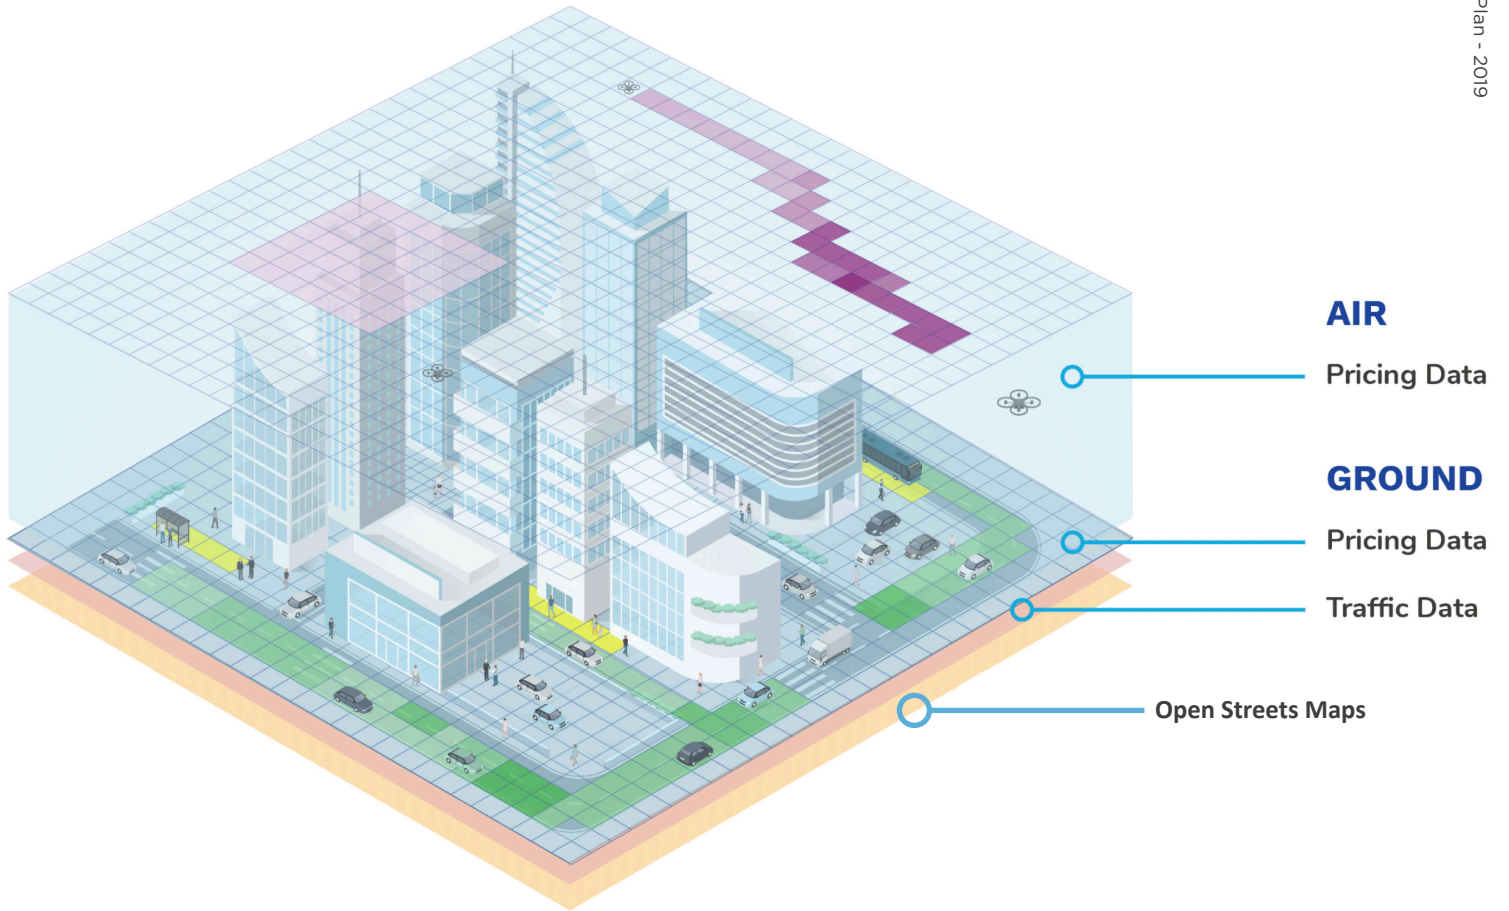 Plan - 2019
AIR
Pricing Data
GROUND
Pricing Data
Traffic Data
Open Streets Maps